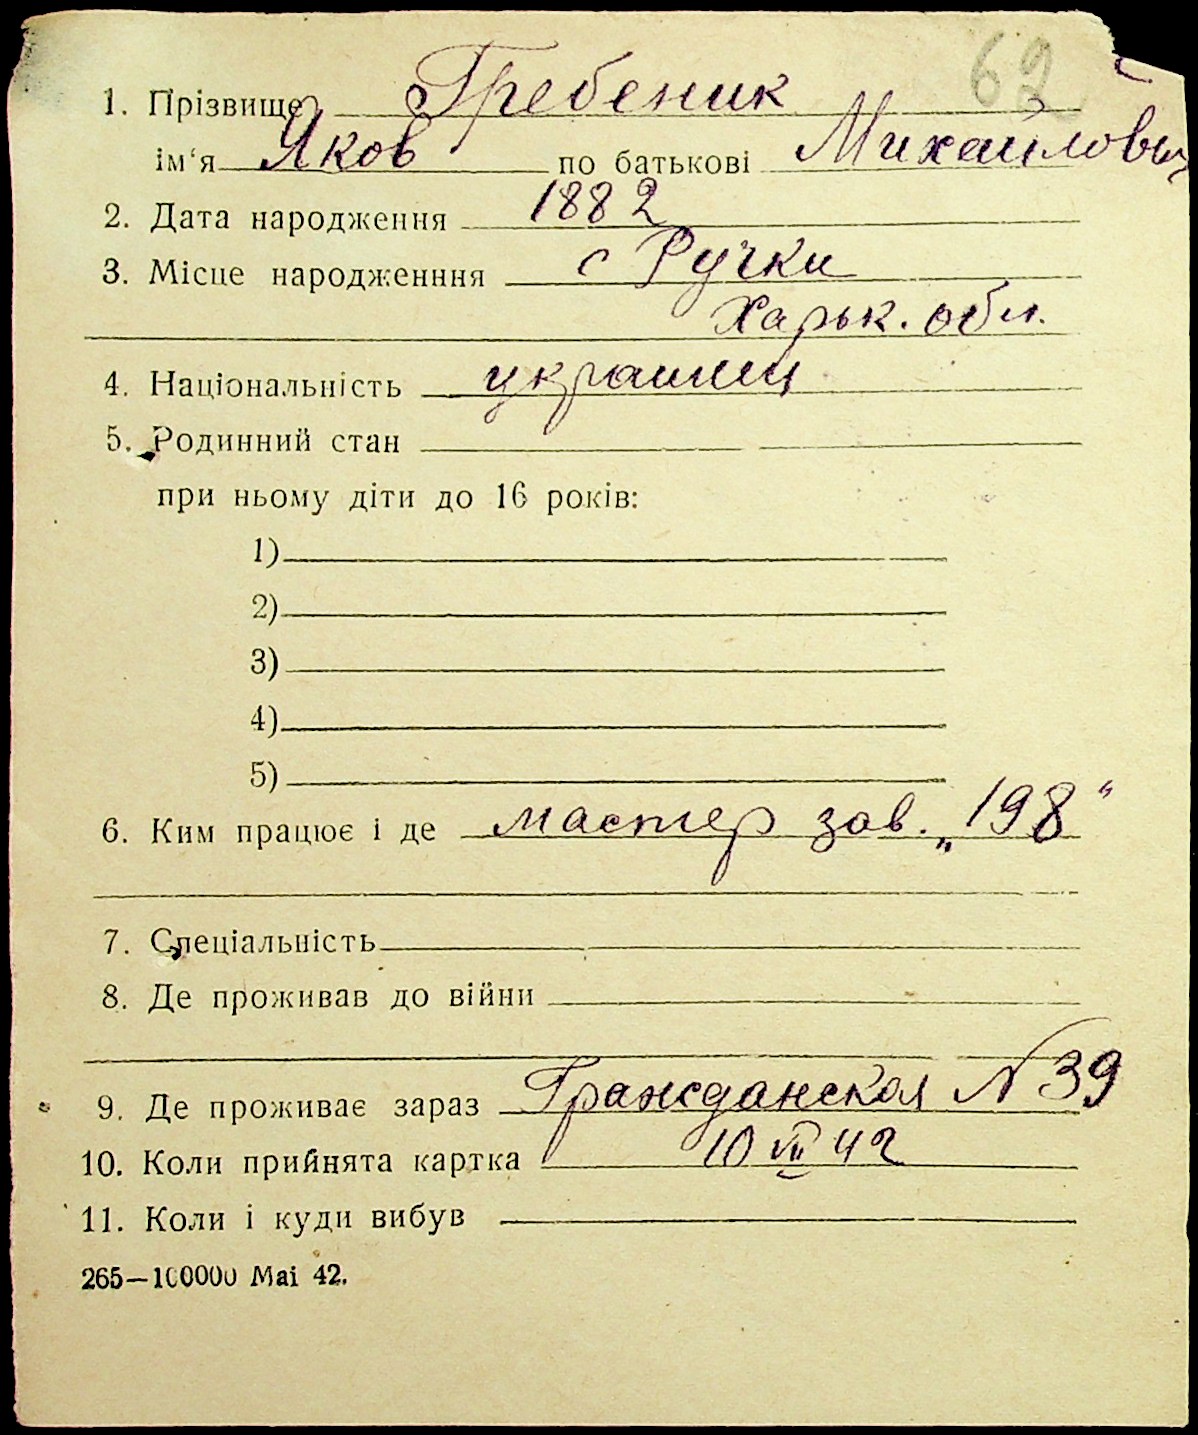 62
1. Прізвище Гребеник
ім‘я Яков по батькові Михайлович
2. Дата народження 1882
3. Місце народженння с Ручки
Харьк. обл.
4. Національність украинец
5. Родинний стан
при ньому діти до 16 років:
1)
2)
3)
4)
5)
6. Ким працює і де мастер зав. „198“
7. Спеціальність
8. Де проживав до війни
9. Де проживає зараз Гражданская N 39
10. Коли прийнята картка 10 VII 42
11. Коли і куди вибув
265—100000 Mai 42.